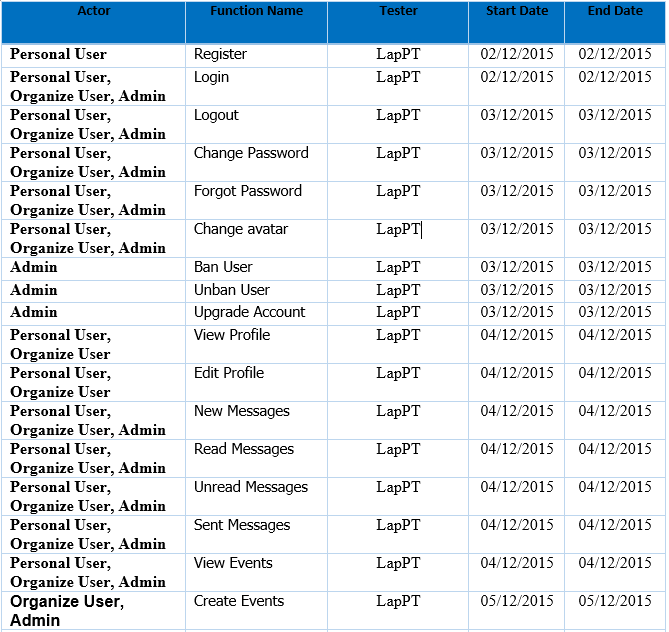 Actor Function Name Tester Start Date End Date
Personal User Register LapPT 02/12/2015 02/12/2015
Personal User, Login LapPT 02/12/2015 02/12/2015
Organize User, Admin
Personal User, Logout LapPT 03/12/2015 03/12/2015
Organize User, Admin
Personal User, Change Password LapPT 03/12/2015 03/12/2015
Organize User, Admin
Personal User, Forgot Password LapPT 03/12/2015 03/12/2015
Organize User, Admin
Personal User, Change avatar LapPT 03/12/2015 03/12/2015
Organize User, Admin
Admin Ban User LapPT 03/12/2015 03/12/2015
Admin Unban User LapPT 03/12/2015 03/12/2015
Admin Upgrade Account LapPT 03/12/2015 03/12/2015
Personal User, View Profile LapPT 04/12/2015 04/12/2015
Organize User
Personal User, Edit Profile LapPT 04/12/2015 04/12/2015
Organize User
Personal User, New Messages LapPT 04/12/2015 04/12/2015
Organize User, Admin
Personal User, Read Messages LapPT 04/12/2015 04/12/2015
Organize User, Admin
Personal User, Unread Messages LapPT 04/12/2015 04/12/2015
Organize User, Admin
Personal User, Sent Messages LapPT 04/12/2015 04/12/2015
Organize User, Admin
Personal User, View Events LapPT 04/12/2015 04/12/2015
Organize User, Admin
Organize User, Create Events LapPT 05/12/2015 05/12/2015
Admin